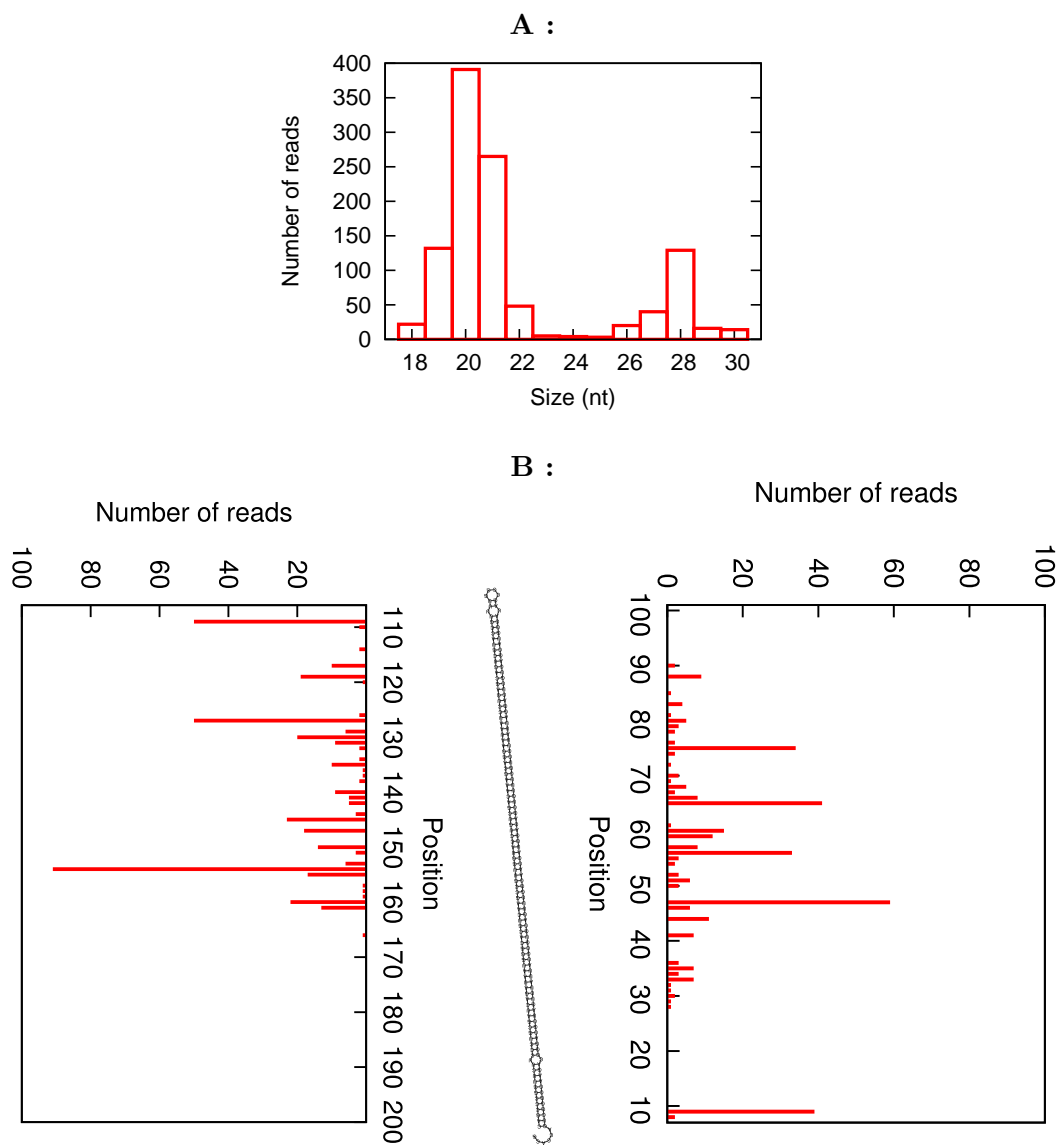 A :
400
350
300
250
200
150
100
50
0
Number of reads
18 20 22 24 26 28 30
Size (nt)
B :
Number of reads
100 80 60 40 20
110 120 130 140 150 160 170 180 190 200
Position
Number of reads
0 20 40 60 80 100
100 90 80 70 60 50 40 30 20 10
Position